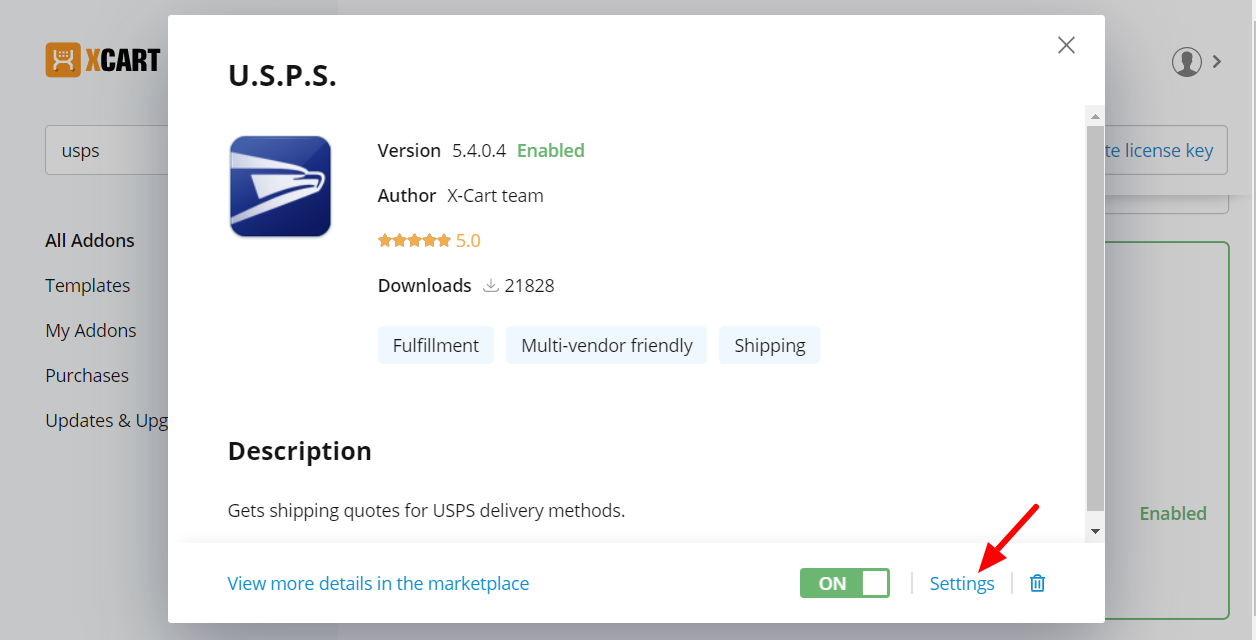 XCART
usps
All Addons
Templates
My Addons
Purchases
Updates & Upg
U.S.P.S.
Version 5.4.0.4 Enabled
Author X-Cart team
5.0
Downloads 21828
Fulfillment Multi-vendor friendly Shipping
Description
Gets shipping quotes for USPS delivery methods.
View more details in the marketplace
ON Settings
te license key
Enabled